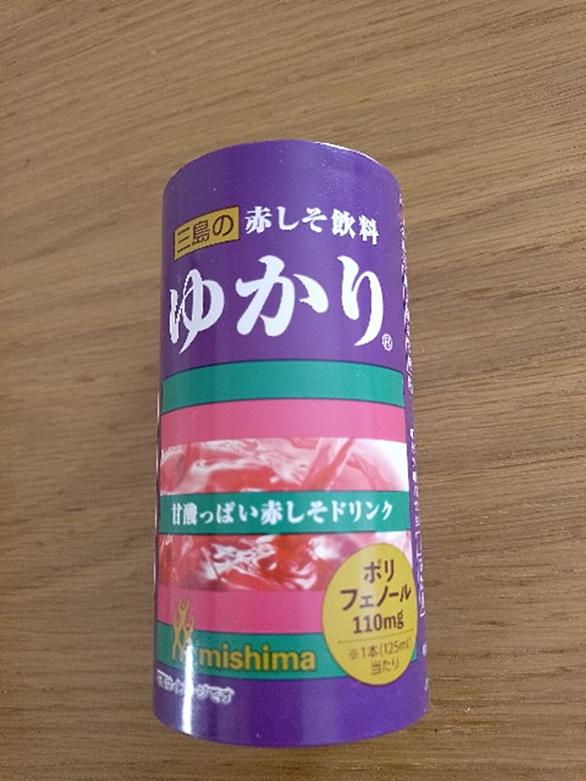 三島の 赤しそ飲料
ゆかり®
甘酸っぱい赤しそドリンク
ポリ
フェノール
110mg
※1本(125ml)
当たり
mishima